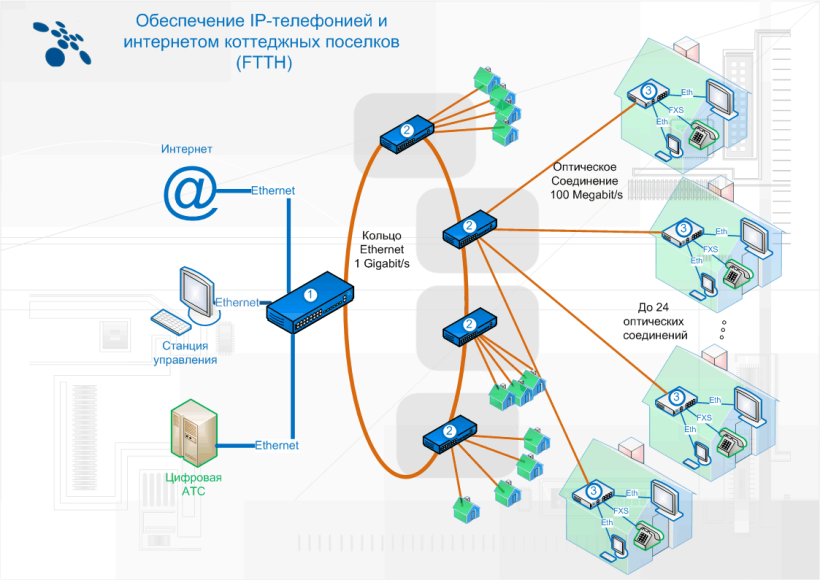 Обеспечение IP-телефонией и
интернетом коттеджных поселков
(FTTH)
Интернет
Ethernet
Ethernet
Станция
управления
Ethernet
Цифровая
АТС
1
Кольцо
Ethernet
1 Gigabit/s
2
2
2
2
Оптическое
Соединение
100 Megabit/s
3
Eth
FXS
Eth
3
Eth
FXS
Eth
До 24
оптических
соединений
3
Eth
FXS
Eth
3
Eth
FXS
Eth